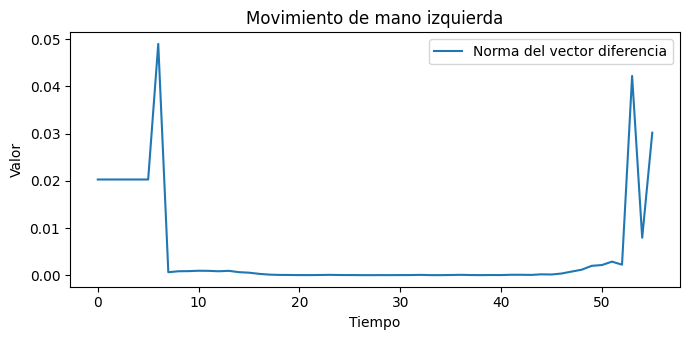 Movimiento de mano izquierda
Norma del vector diferencia
0.05
0.04
0.03
0.02
0.01
0.00
Valor
0 10 20 30 40 50
Tiempo